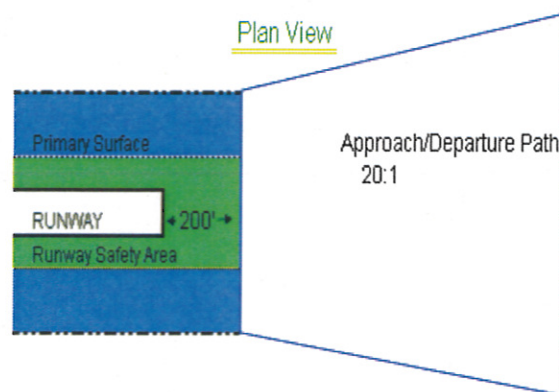 Plan View
Primary Surface
Approach/Departure Path
20:1
RUNWAY
200'
Runway Safety Area